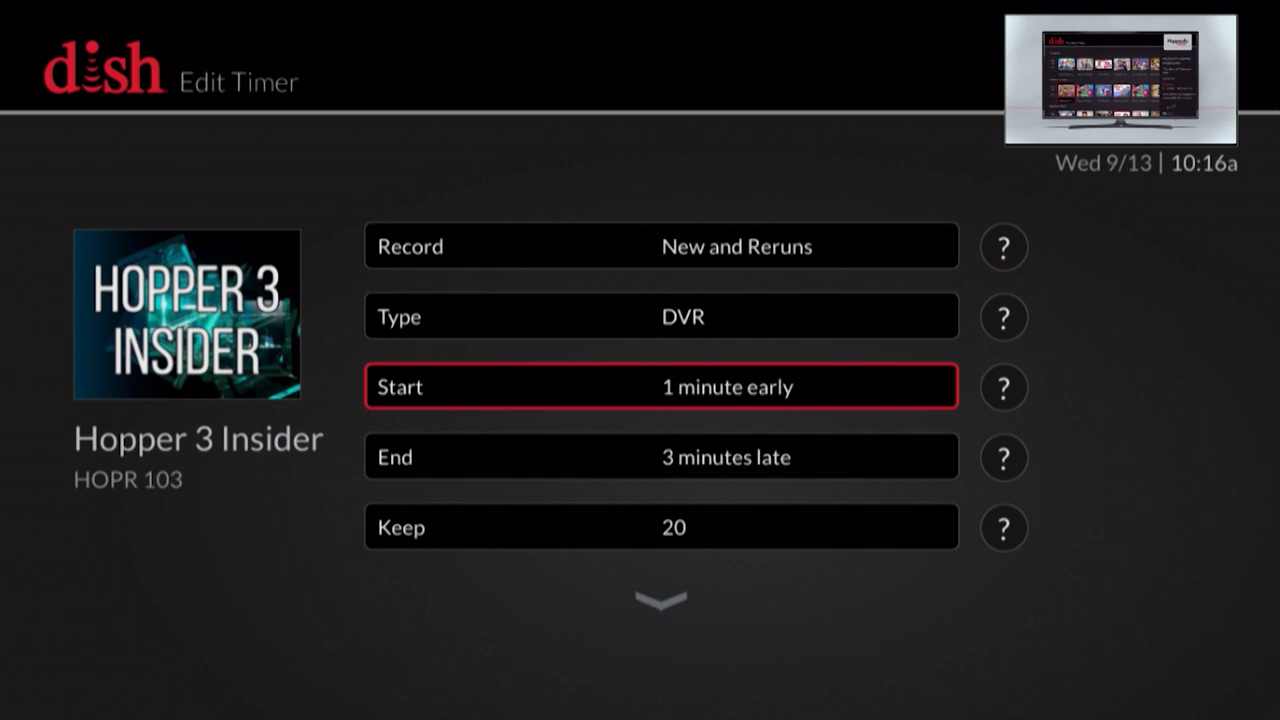 dish Edit Timer
Wed 9/13 | 10:16a
HOPPER 3
INSIDER
Hopper 3 Insider
HOPR 103
Record New and Reruns ?
Type DVR ?
Start 1 minute early ?
End 3 minutes late ?
Keep 20 ?